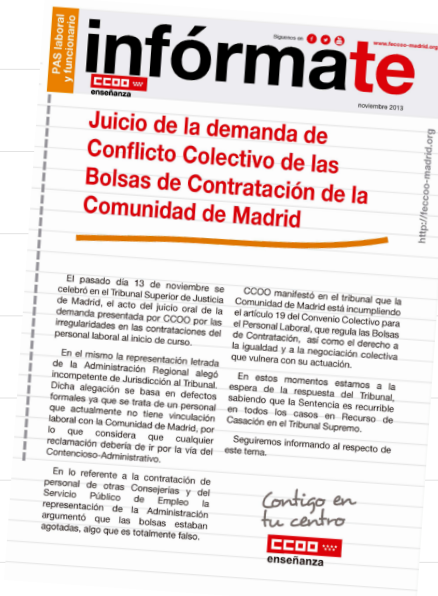 PAS laboral
y funcionario
infórmate
Síguenos en
www.feccoo-madrid.org
CCOO
enseñanza
noviembre 2013
http://feccoo-madrid.org
Juicio de la demanda de
Conflicto Colectivo de las
Bolsas de Contratación de la
Comunidad de Madrid
El pasado día 13 de noviembre se
celebró en el Tribunal Superior de Justicia
de Madrid, el acto del juicio oral de la
demanda presentada por CCOO por las
irregularidades en las contrataciones del
personal laboral al inicio de curso.
En el mismo la representación letrada
de la Administración Regional alegó
incompetente de Jurisdicción al Tribunal.
Dicha alegación se basa en defectos
formales ya que se trata de un personal
que actualmente no tiene vinculación
laboral con la Comunidad de Madrid, por
lo que considera que cualquier
reclamación debería de ir por la vía del
Contencioso-Administrativo.
En lo referente a la contratación de
personal de otras Consejerías y del
Servicio Público de Empleo la
representación de la Administración
argumentó que las bolsas estaban
agotadas, algo que es totalmente falso.
CCOO manifestó en el tribunal que la
Comunidad de Madrid está incumpliendo
el artículo 19 del Convenio Colectivo para
el Personal Laboral, que regula las Bolsas
de Contratación, así como el derecho a
la igualdad y a la negociación colectiva
que vulnera con su actuación.
En estos momentos estamos a la
espera de la respuesta del Tribunal,
sabiendo que la Sentencia es recurrible
en todos los casos en Recurso de
Casación en el Tribunal Supremo.
Seguiremos informando al respecto de
este tema.
Contigo en
tu centro
CCOO
enseñanza